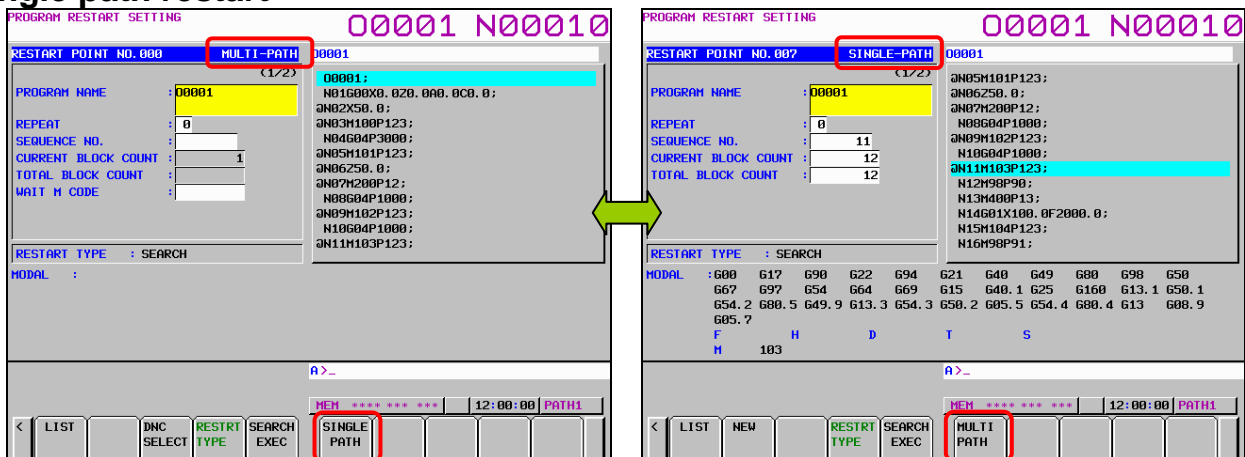 ngle path restart
PROGRAM RESTART SETTING
O0001 N00010
RESTART POINT NO.000 MULTI-PATH
O0001
(1/2)
PROGRAM NAME :O0001
REPEAT : 0
SEQUENCE NO. :
CURRENT BLOCK COUNT : 1
TOTAL BLOCK COUNT :
WAIT M CODE :
O0001;
N01G00X0.0Z0.0A0.0C0.0;
@N02X50.0;
@N03M100P123;
N04G04P3000;
@N05M101P123;
@N06Z50.0;
@N07M200P12;
N08G04P1000;
@N09M102P123;
N10G04P1000;
@N11M103P123;
RESTART TYPE : SEARCH
MODAL :
A>_
MEM **** *** *** 12:00:00 PATH1
< LIST DNC SELECT RESTRT TYPE SEARCH EXEC SINGLE PATH
PROGRAM RESTART SETTING
O0001 N00010
RESTART POINT NO.007 SINGLE-PATH
O0001
(1/2)
PROGRAM NAME :O0001
REPEAT : 0
SEQUENCE NO. : 11
CURRENT BLOCK COUNT : 12
TOTAL BLOCK COUNT : 12
@N05M101P123;
@N06Z50.0;
@N07M200P12;
N08G04P1000;
@N09M102P123;
N10G04P1000;
@N11M103P123;
N12M98P90;
N13M400P13;
N14G01X100.0F2000.0;
N15M104P123;
N16M98P91;
RESTART TYPE : SEARCH
MODAL :G00 G17 G90 G22 G94 G21 G40 G49 G80 G98 G50
G67 G97 G54 G64 G69 G15 G40.1 G25 G160 G13.1 G50.1
G54.2 G80.5 G49.9 G13.3 G54.3 G50.2 G05.5 G54.4 G80.4 G13 G08.9
G05.7
F H D T S
M 103
A>_
MEM **** *** *** 12:00:00 PATH1
< LIST NEW RESTRT TYPE SEARCH EXEC MULTI PATH